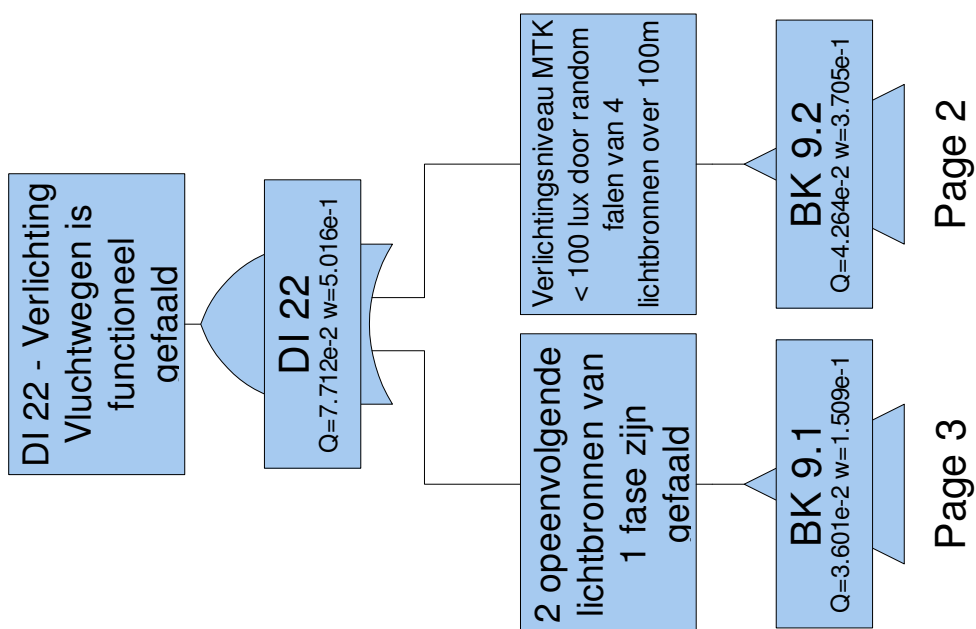 DI 22 - Verlichting
Vluchtwegen is
functioneel
gefaald
DI 22
Q=7.712e-2 w=5.016e-1
2 opeenvolgende
lichtbronnen van
1 fase zijn
gefaald
BK 9.1
Q=3.601e-2 w=1.509e-1
Page 3
Verlichtingsniveau MTK
< 100 lux door random
falen van 4
lichtbronnen over 100m
BK 9.2
Q=4.264e-2 w=3.705e-1
Page 2